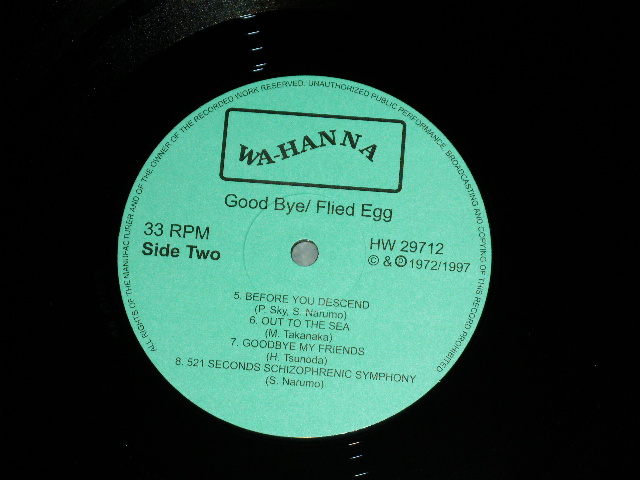 ALL RIGHTS OF THE MANUFACTURER AND OF THE OWNER OF THE RECORDED WORK RESERVED. UNAUTHORIZED PUBLIC PERFORMANCE, BROADCASTING AND COPYING OF THIS RECORD PROHIBITED
WA-HANNA
Good Bye/ Flied Egg
33 RPM
Side Two
HW 29712
© & ℗ 1972/1997
5. BEFORE YOU DESCEND
(P. Sky, S. Narumo)
6. OUT TO THE SEA
(M. Takanaka)
7. GOODBYE MY FRIENDS
(H. Tsunoda)
8. 521 SECONDS SCHIZOPHRENIC SYMPHONY
(S. Narumo)